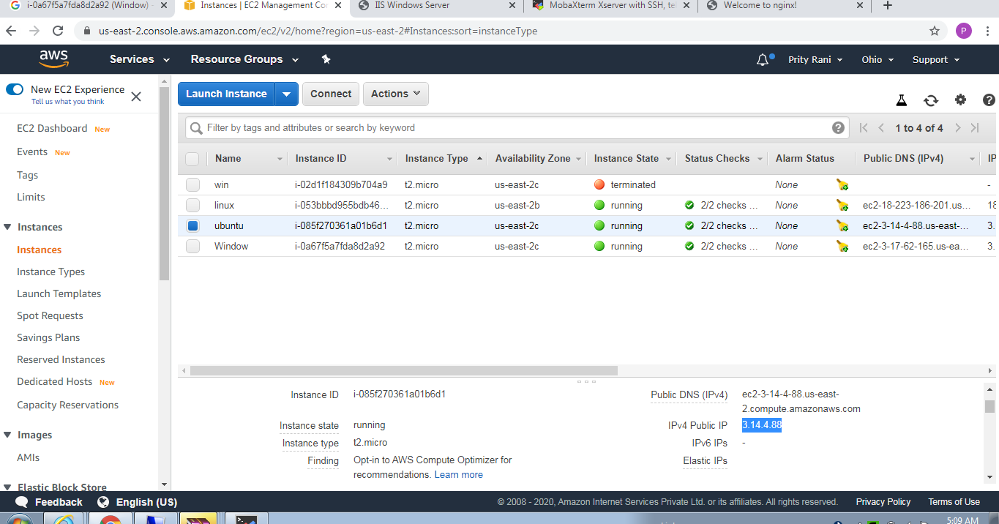 i-0a67f5a7fda8d2a92 (Window)
Instances | EC2 Management Co
IIS Windows Server
MobaXterm Xserver with SSH, te
Welcome to nginx!
us-east-2.console.aws.amazon.com/ec2/v2/home?region=us-east-2#Instances:sort=instanceType
P
aws
Services
Resource Groups
Prity Rani
Ohio
Support
New EC2 Experience
Tell us what you think
EC2 Dashboard New
Events New
Tags
Limits
Instances
Instances
Instance Types
Launch Templates
Spot Requests
Savings Plans
Reserved Instances
Dedicated Hosts New
Capacity Reservations
Images
AMIs
Elastic Block Store
Launch Instance
Connect
Actions
Filter by tags and attributes or search by keyword
1 to 4 of 4
Name Instance ID Instance Type Availability Zone Instance State Status Checks Alarm Status Public DNS (IPv4) IP
win i-02d1f184309b704a9 t2.micro us-east-2c terminated None -
linux i-053bbbd955bdb46... t2.micro us-east-2b running 2/2 checks ... None ec2-18-223-186-201.us... 18
ubuntu i-085f270361a01b6d1 t2.micro us-east-2c running 2/2 checks ... None ec2-3-14-4-88.us-east-... 3.
Window i-0a67f5a7fda8d2a92 t2.micro us-east-2c running 2/2 checks ... None ec2-3-17-62-165.us-ea... 3.
Instance ID i-085f270361a01b6d1
Instance state running
Instance type t2.micro
Finding Opt-in to AWS Compute Optimizer for
recommendations. Learn more
Public DNS (IPv4) ec2-3-14-4-88.us-east-
2.compute.amazonaws.com
IPv4 Public IP 3.14.4.88
IPv6 IPs -
Elastic IPs
Feedback
English (US)
© 2008 - 2020, Amazon Internet Services Private Ltd. or its affiliates. All rights reserved.
Privacy Policy
Terms of Use
5:09 AM